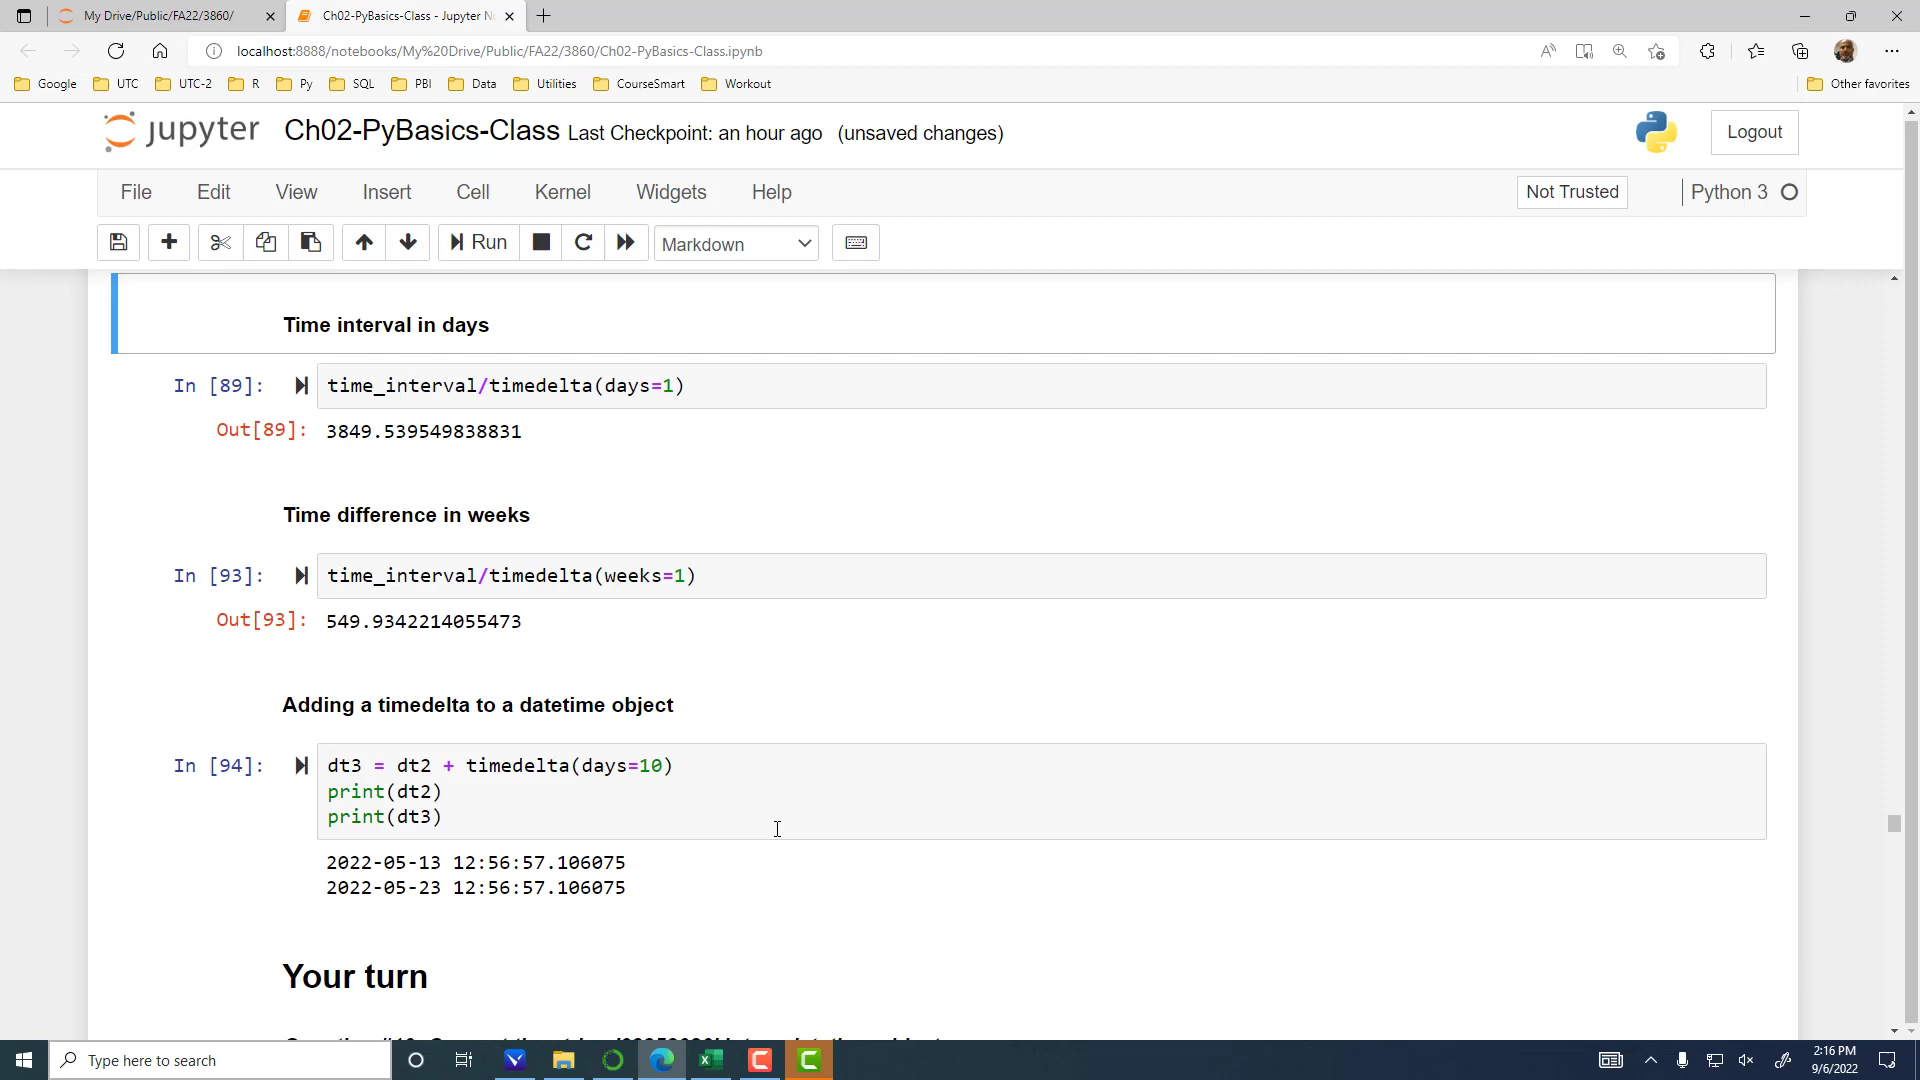 My Drive/Public/FA22/3860/
Ch02-PyBasics-Class - Jupyter N
localhost:8888/notebooks/My%20Drive/Public/FA22/3860/Ch02-PyBasics-Class.ipynb
Google UTC UTC-2 R Py SQL PBI Data Utilities CourseSmart Workout Other favorites
jupyter Ch02-PyBasics-Class Last Checkpoint: an hour ago (unsaved changes) Logout
File Edit View Insert Cell Kernel Widgets Help Not Trusted Python 3
Run Markdown
Time interval in days
In [89]: time_interval/timedelta(days=1)
Out[89]: 3849.539549838831
Time difference in weeks
In [93]: time_interval/timedelta(weeks=1)
Out[93]: 549.9342214055473
Adding a timedelta to a datetime object
In [94]: dt3 = dt2 + timedelta(days=10)
print(dt2)
print(dt3)
2022-05-13 12:56:57.106075
2022-05-23 12:56:57.106075
Your turn
Type here to search
2:16 PM
9/6/2022